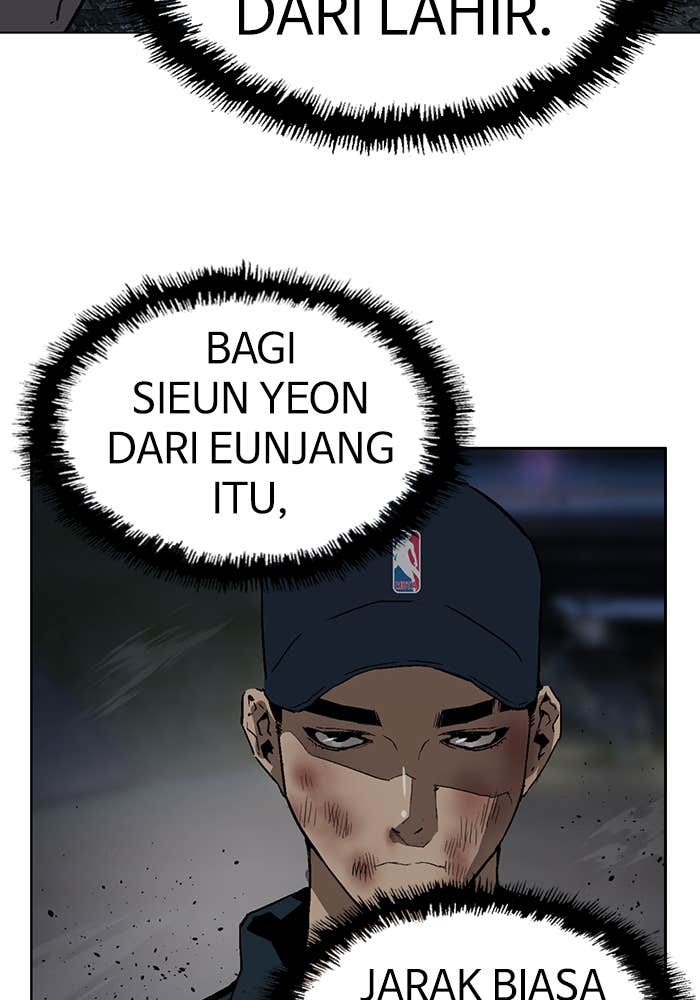 DARI LAHIR.
BAGI
SIEUN YEON
DARI EUNJANG
ITU,
JARAK BIASA